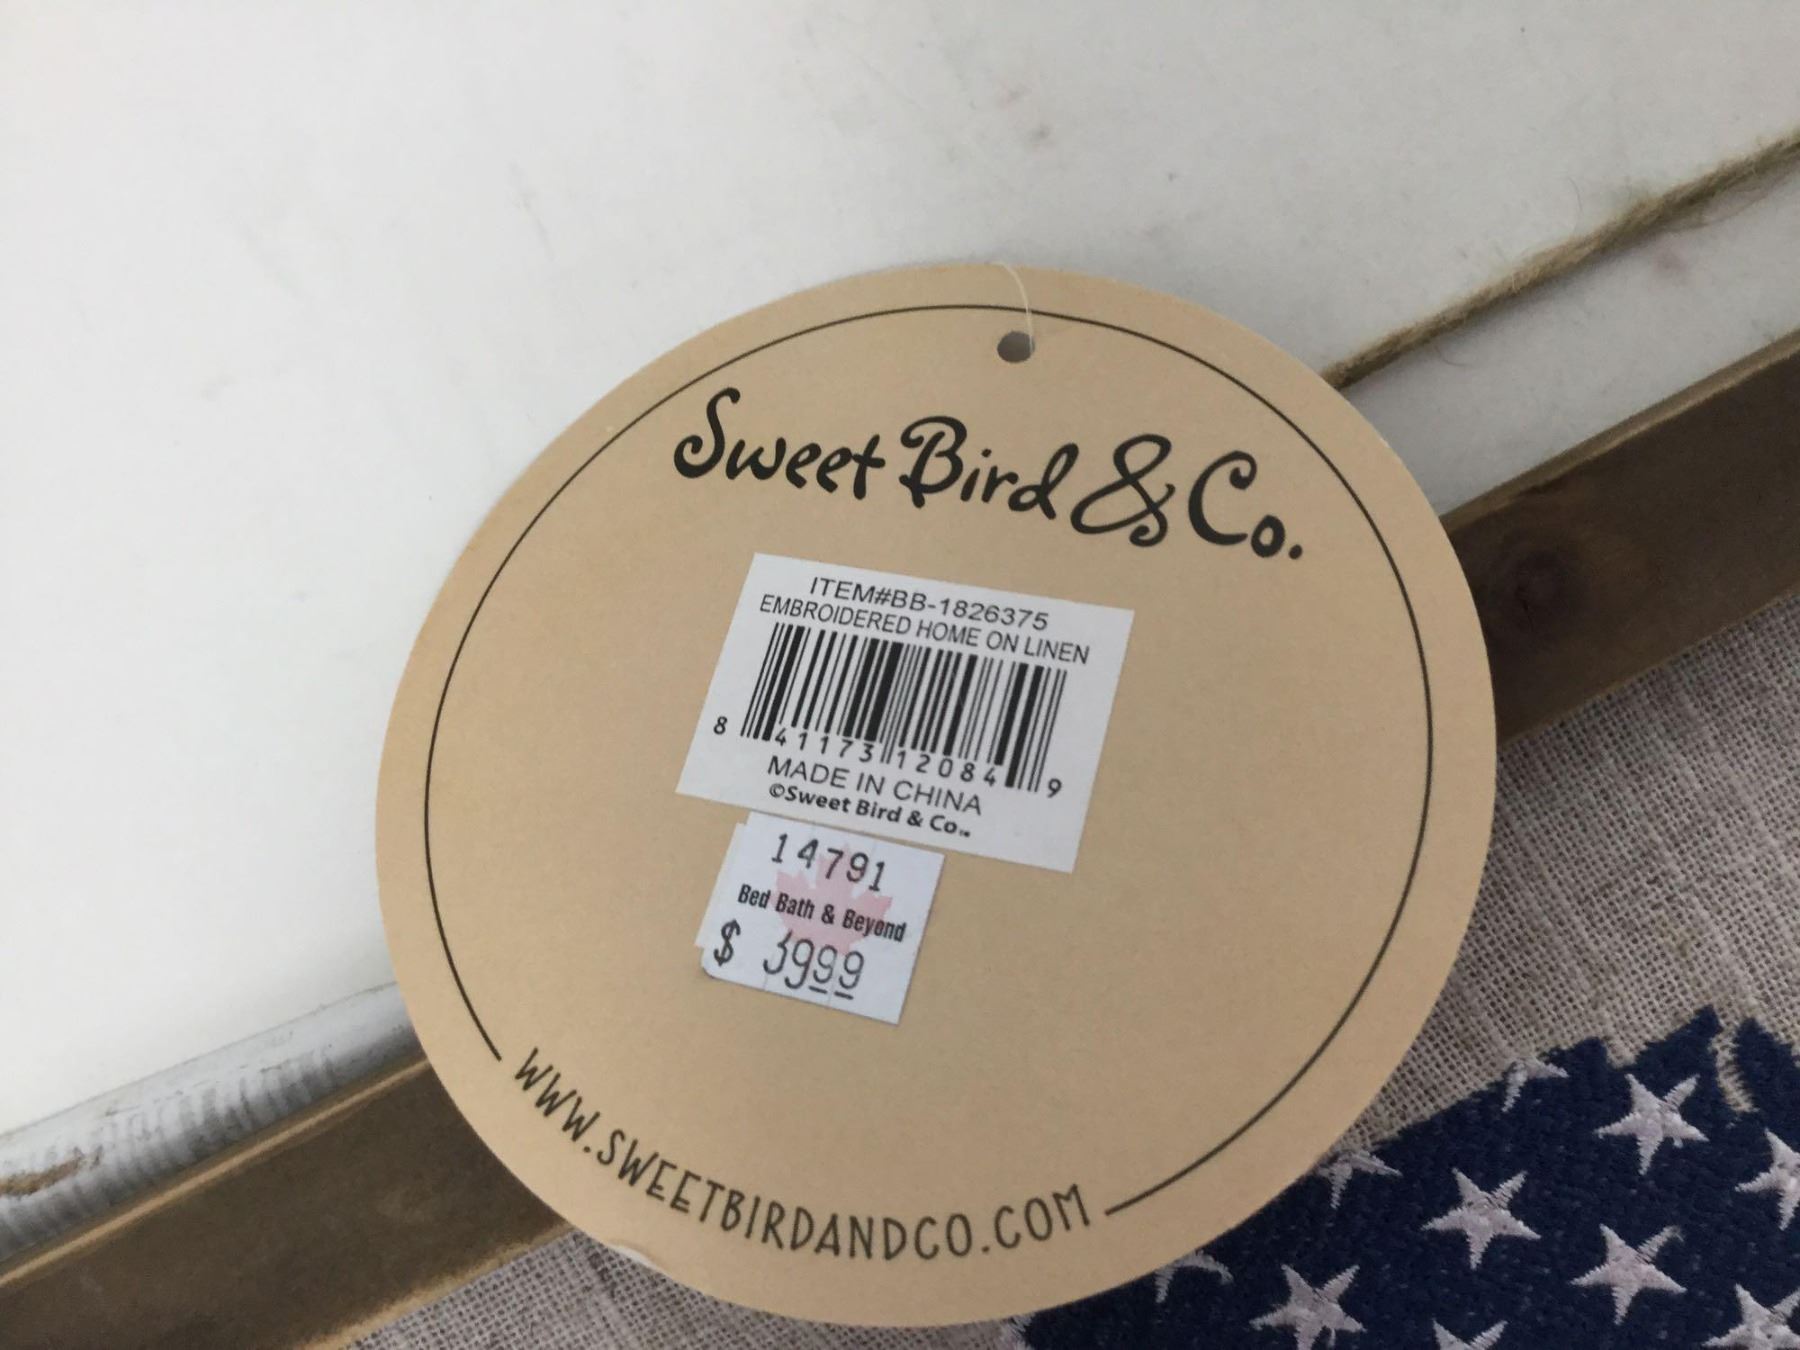 Sweet Bird & Co.
ITEM#BB-1826375
EMBROIDERED HOME ON LINEN
8 41173 12084 9
MADE IN CHINA
©Sweet Bird & Co.™
14791
Bed Bath & Beyond
$ 3999
WWW.SWEETBIRDANDCO.COM